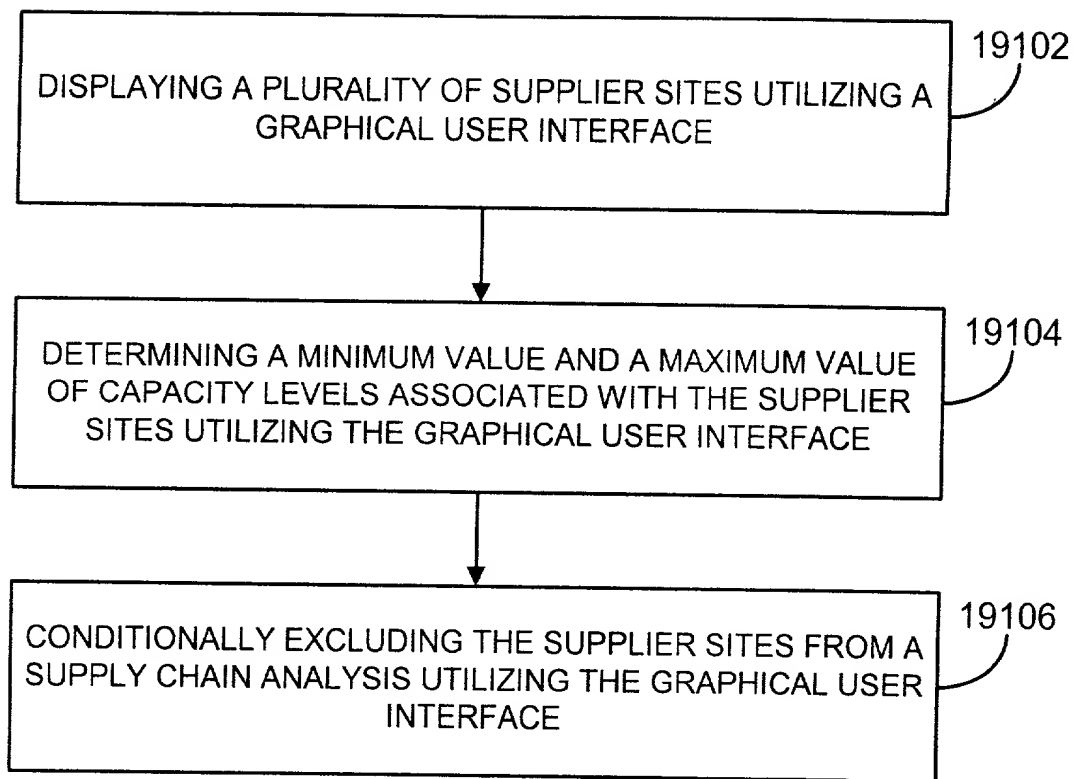 19102
DISPLAYING A PLURALITY OF SUPPLIER SITES UTILIZING A
GRAPHICAL USER INTERFACE
19104
DETERMINING A MINIMUM VALUE AND A MAXIMUM VALUE
OF CAPACITY LEVELS ASSOCIATED WITH THE SUPPLIER
SITES UTILIZING THE GRAPHICAL USER INTERFACE
19106
CONDITIONALLY EXCLUDING THE SUPPLIER SITES FROM A
SUPPLY CHAIN ANALYSIS UTILIZING THE GRAPHICAL USER
INTERFACE